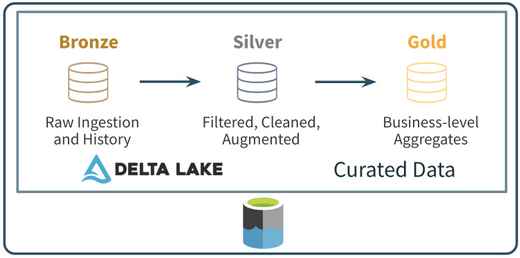 Bronze
Silver
Gold
Raw Ingestion
and History
Filtered, Cleaned,
Augmented
Business-level
Aggregates
DELTA LAKE
Curated Data